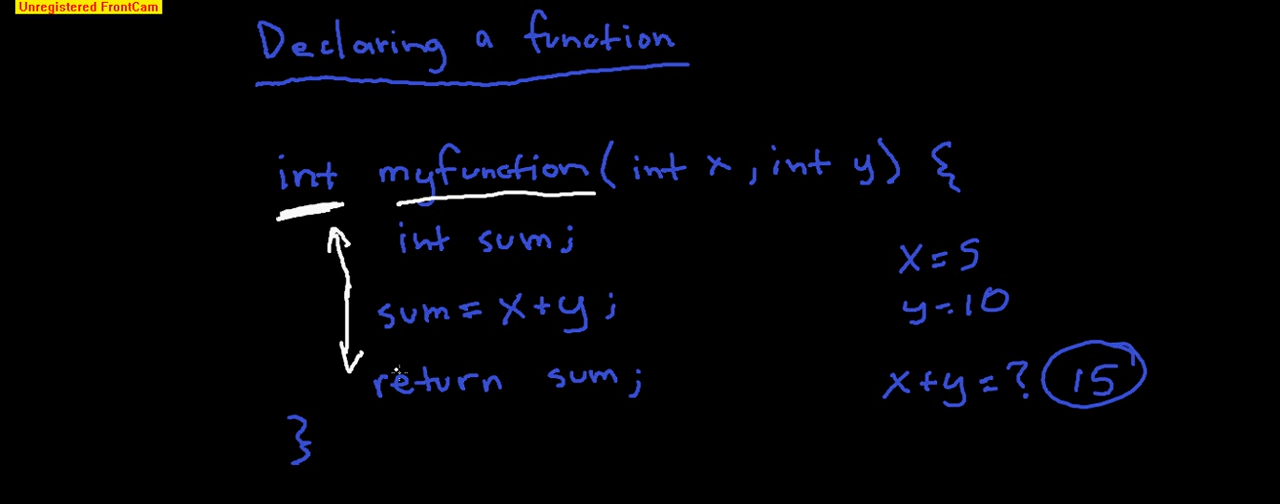 Unregistered FrontCam
Declaring a function
int myfunction( int x , int y) {
int sum;
sum = x+y ;
return sum;
}
x = 5
y = 10
x+y = ? 15